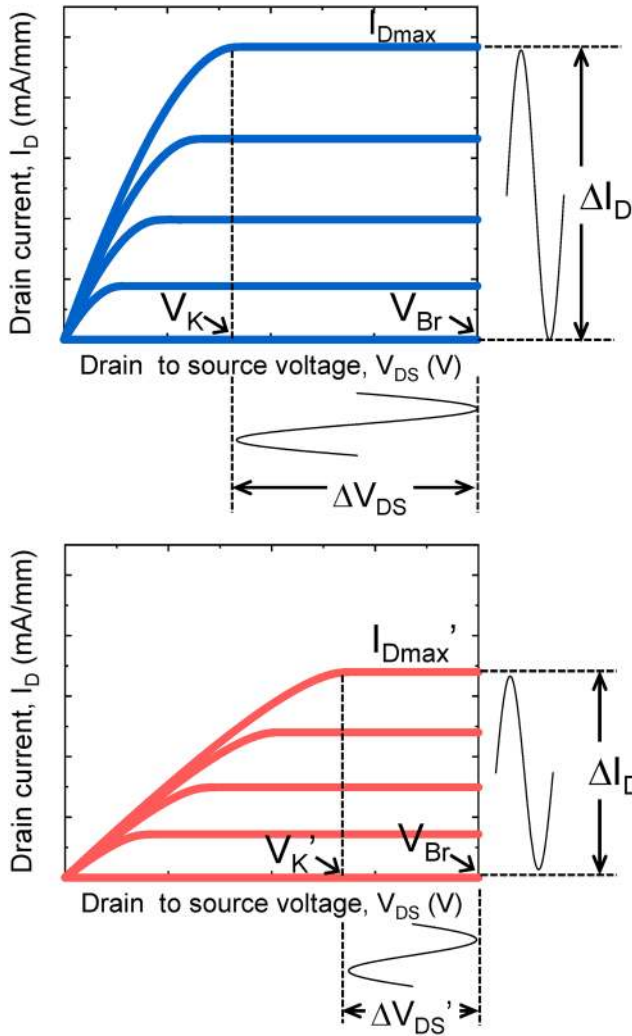 I_Dmax
Drain current, I_D (mA/mm)
ΔI_D
V_K
V_Br
Drain to source voltage, V_DS (V)
ΔV_DS
I_Dmax'
Drain current, I_D (mA/mm)
ΔI_D
V_K'
V_Br
Drain to source voltage, V_DS (V)
ΔV_DS'